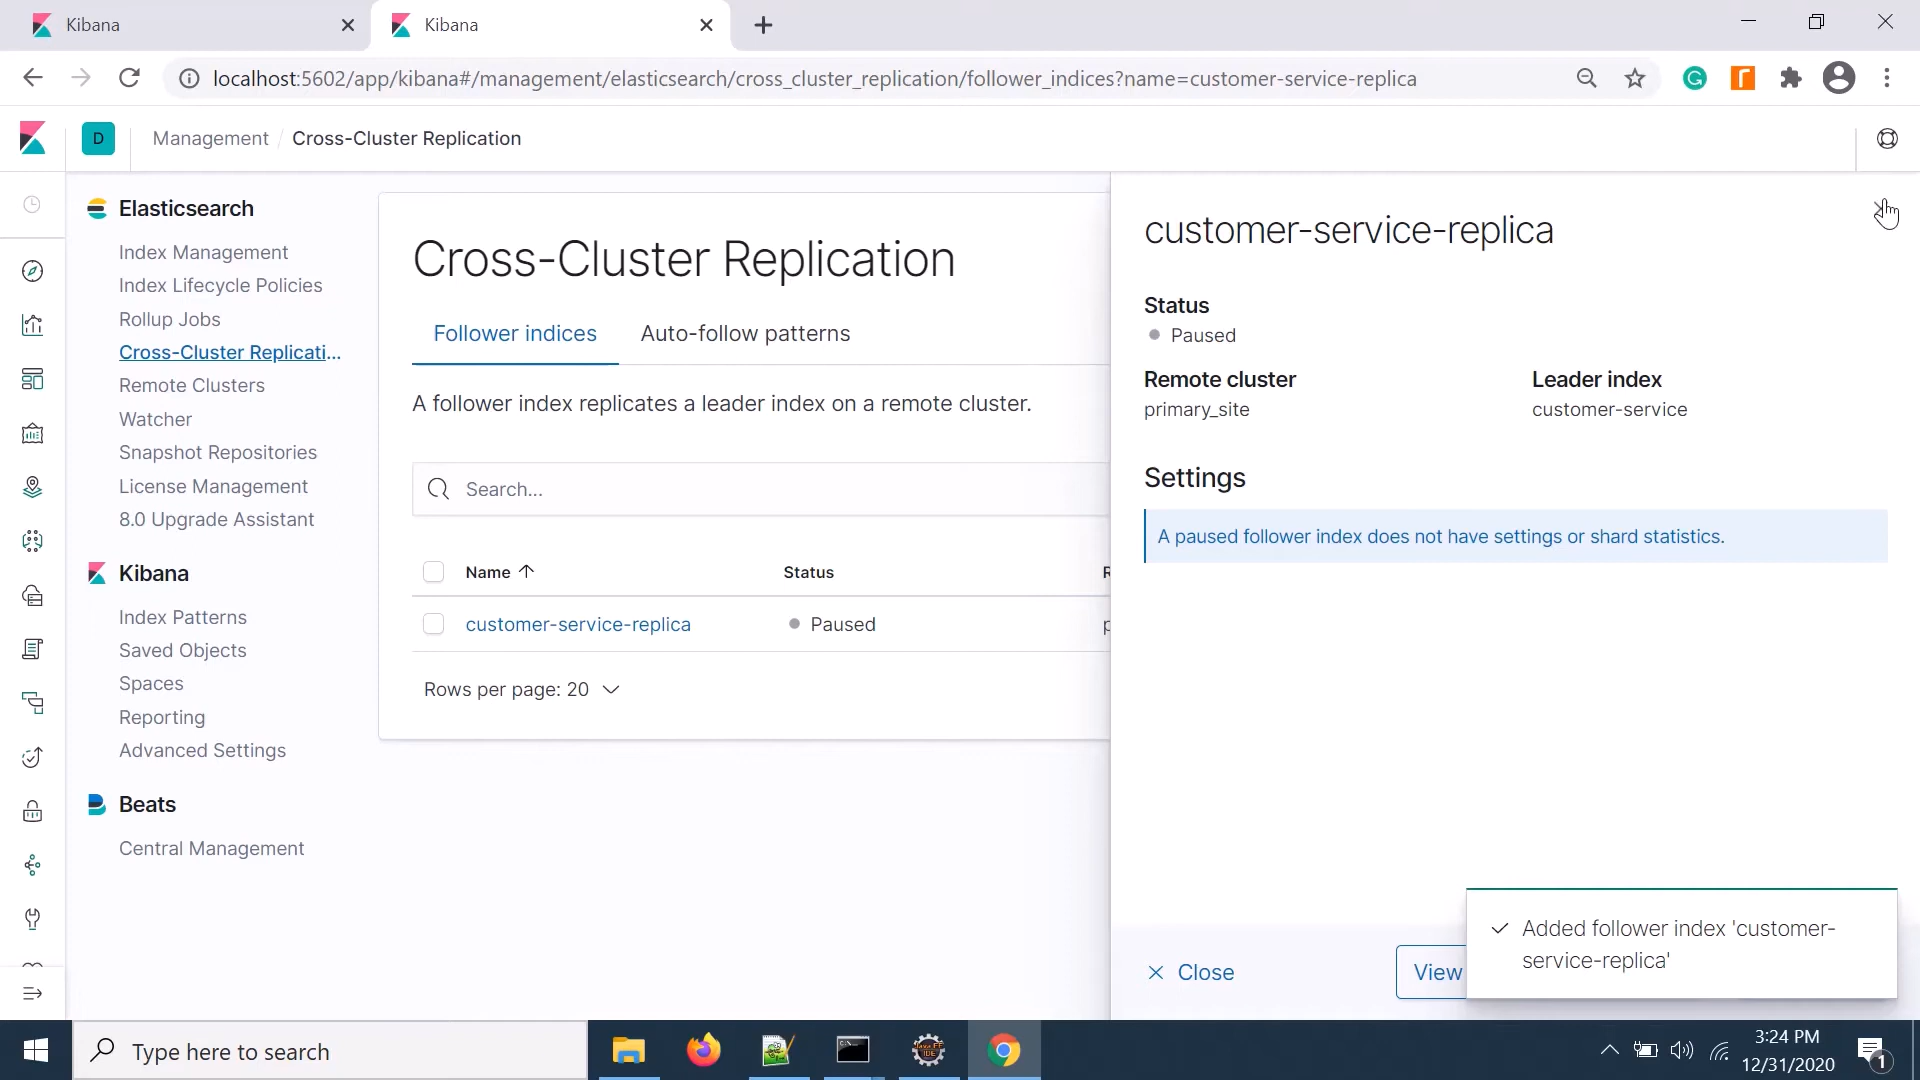 Kibana
Kibana
localhost:5602/app/kibana#/management/elasticsearch/cross_cluster_replication/follower_indices?name=customer-service-replica
D
Management / Cross-Cluster Replication
Elasticsearch
Index Management
Index Lifecycle Policies
Rollup Jobs
Cross-Cluster Replicati...
Remote Clusters
Watcher
Snapshot Repositories
License Management
8.0 Upgrade Assistant
Kibana
Index Patterns
Saved Objects
Spaces
Reporting
Advanced Settings
Beats
Central Management
Cross-Cluster Replication
Follower indices
Auto-follow patterns
A follower index replicates a leader index on a remote cluster.
Search...
Name
Status
customer-service-replica
Paused
Rows per page: 20
customer-service-replica
Status
Paused
Remote cluster
Leader index
primary_site
customer-service
Settings
A paused follower index does not have settings or shard statistics.
Close
View
Added follower index 'customer-
service-replica'
Type here to search
3:24 PM
12/31/2020
1